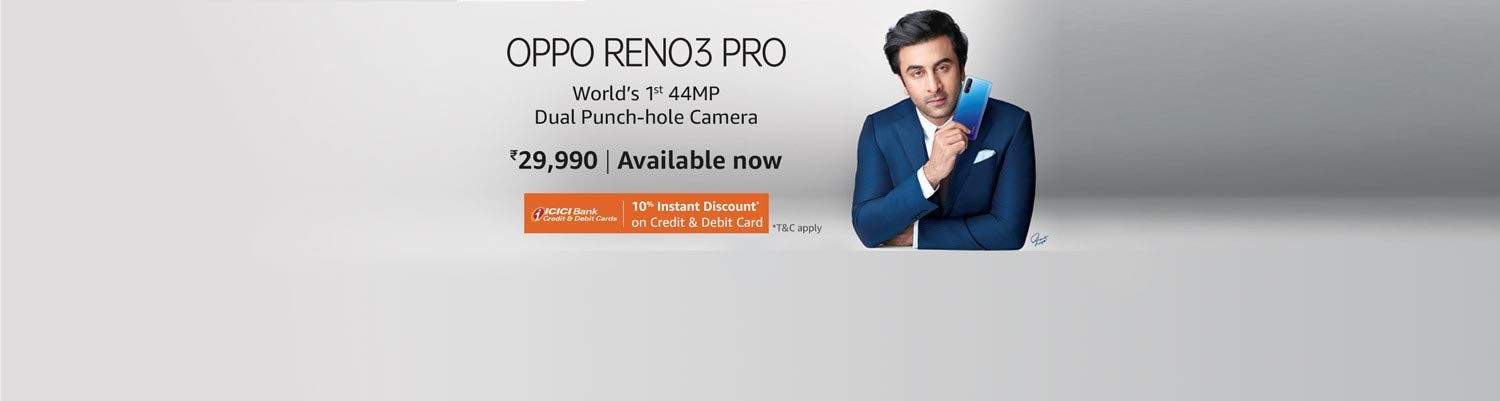 OPPO RENO3 PRO
World's 1st 44MP
Dual Punch-hole Camera
₹29,990 | Available now
ICICI Bank
Credit & Debit Cards
10% Instant Discount*
on Credit & Debit Card
*T&C apply